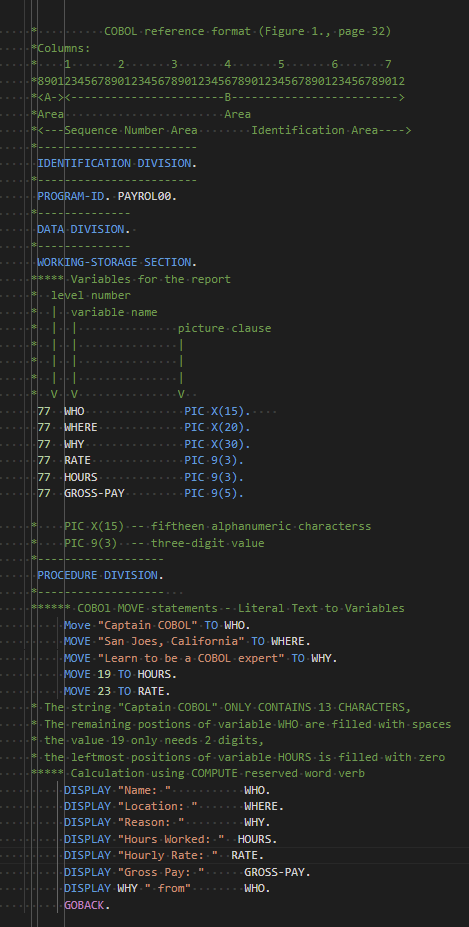 * COBOL reference format (Figure 1., page 32)
*Columns:
* 1 2 3 4 5 6 7
*89012345678901234567890123456789012345678901234567890123456789012
*<A-><--------------------------------------------------------->
*Area Area
*<---Sequence Number Area Identification Area---->
*------------------------
IDENTIFICATION DIVISION.
*------------------------
PROGRAM-ID. PAYROL00.
*--------------
DATA DIVISION.
*--------------
WORKING-STORAGE SECTION.
***** Variables for the report
* level number
* | variable name
* | | picture clause
* | | |
* | | |
* | | |
* V V V
77 WHO PIC X(15).
77 WHERE PIC X(20).
77 WHY PIC X(30).
77 RATE PIC 9(3).
77 HOURS PIC 9(3).
77 GROSS-PAY PIC 9(5).
* PIC X(15) -- fiftheen alphanumeric characterss
* PIC 9(3) -- three-digit value
*-------------------
PROCEDURE DIVISION.
*-------------------
****** COBOl MOVE statements - Literal Text to Variables
Move "Captain COBOL" TO WHO.
MOVE "San Joes, California" TO WHERE.
MOVE "Learn to be a COBOL expert" TO WHY.
MOVE 19 TO HOURS.
MOVE 23 TO RATE.
* The string "Captain COBOL" ONLY CONTAINS 13 CHARACTERS,
* The remaining postions of variable WHO are filled with spaces
* the value 19 only needs 2 digits,
* the leftmost positions of variable HOURS is filled with zero
***** Calculation using COMPUTE reserved word verb
DISPLAY "Name: " WHO.
DISPLAY "Location: " WHERE.
DISPLAY "Reason: " WHY.
DISPLAY "Hours Worked: " HOURS.
DISPLAY "Hourly Rate: " RATE.
DISPLAY "Gross Pay: " GROSS-PAY.
DISPLAY WHY " from" WHO.
GOBACK.